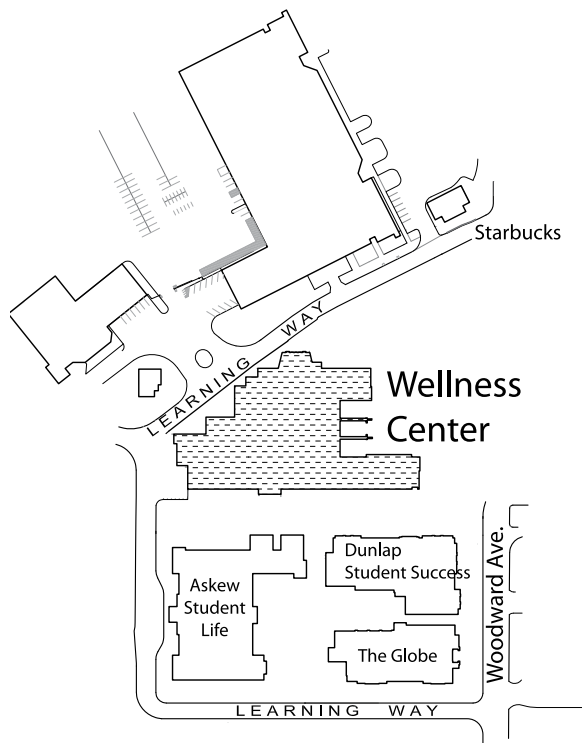 Starbucks
LEARNING WAY
Wellness
Center
Dunlap
Student Success
Askew
Student
Life
The Globe
Woodward Ave.
LEARNING WAY